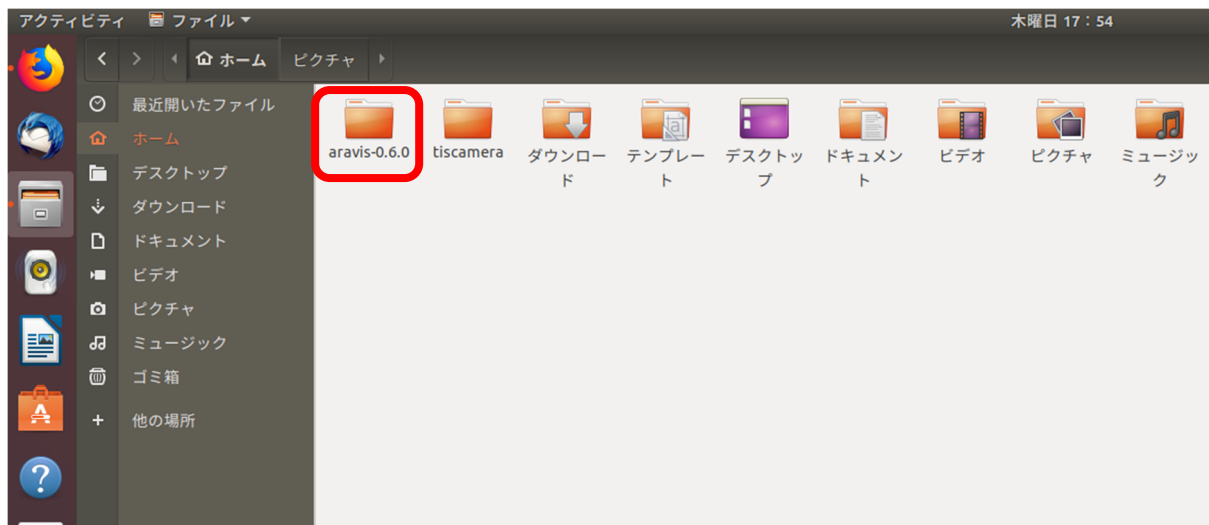 アクティビティ ファイル 木曜日 17：54
ホーム ピクチャ
最近開いたファイル
ホーム
デスクトップ
ダウンロード
ドキュメント
ビデオ
ピクチャ
ミュージック
ゴミ箱
他の場所
aravis-0.6.0
tiscamera
ダウンロー
ド
テンプレー
ト
デスクトッ
プ
ドキュメン
ト
ビデオ
ピクチャ
ミュージッ
ク